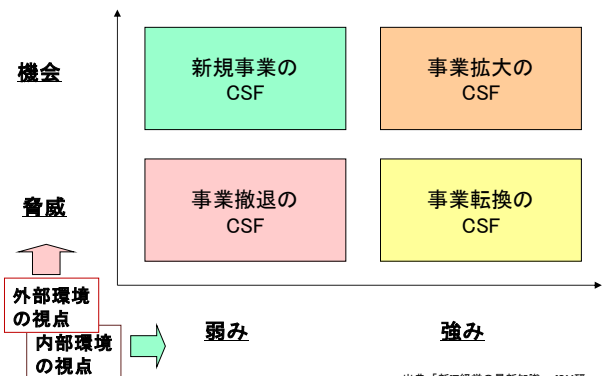 機会
新規事業の
CSF
事業拡大の
CSF
脅威
事業撤退の
CSF
事業転換の
CSF
外部環境
の視点
内部環境
の視点
弱み
強み